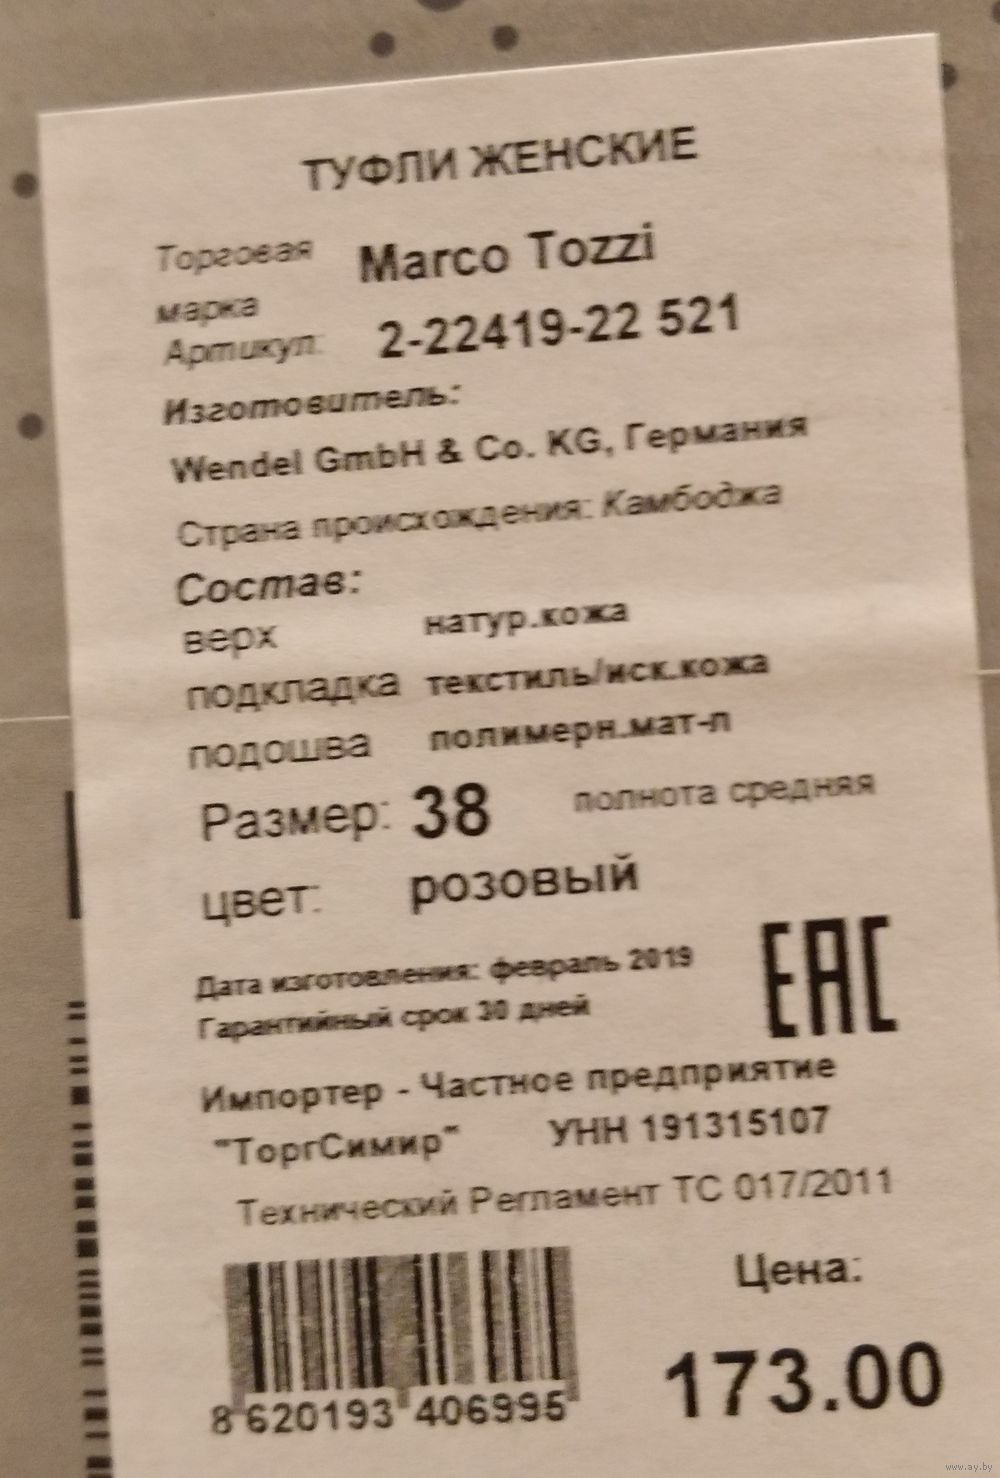 ТУФЛИ ЖЕНСКИЕ
Торговая марка Marco Tozzi
Артикул: 2-22419-22 521
Изготовитель:
Wendel GmbH & Co. KG, Германия
Страна происхождения: Камбоджа
Состав:
верх натур.кожа
подкладка текстиль/иск.кожа
подошва полимерн.мат-л
Размер: 38 полнота средняя
цвет: розовый
Дата изготовления: февраль 2019
Гарантийный срок 30 дней
EAC
Импортер - Частное предприятие
"ТоргСимир" УНН 191315107
Технический Регламент ТС 017/2011
Цена:
173.00
8 620193 406995
www.ay.by